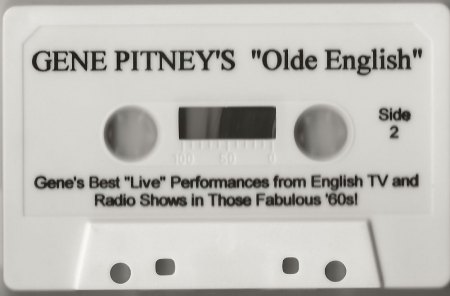 GENE PITNEY'S "Olde English"
Side
2
100 50 0
Gene's Best "Live" Performances from English TV and
Radio Shows in Those Fabulous '60s!